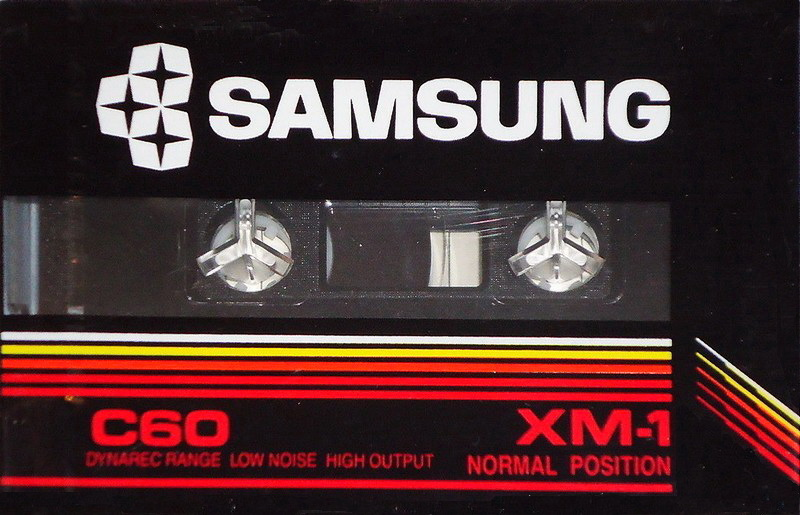 SAMSUNG
C60 XM-1
DYNAREC RANGE LOW NOISE HIGH OUTPUT NORMAL POSITION